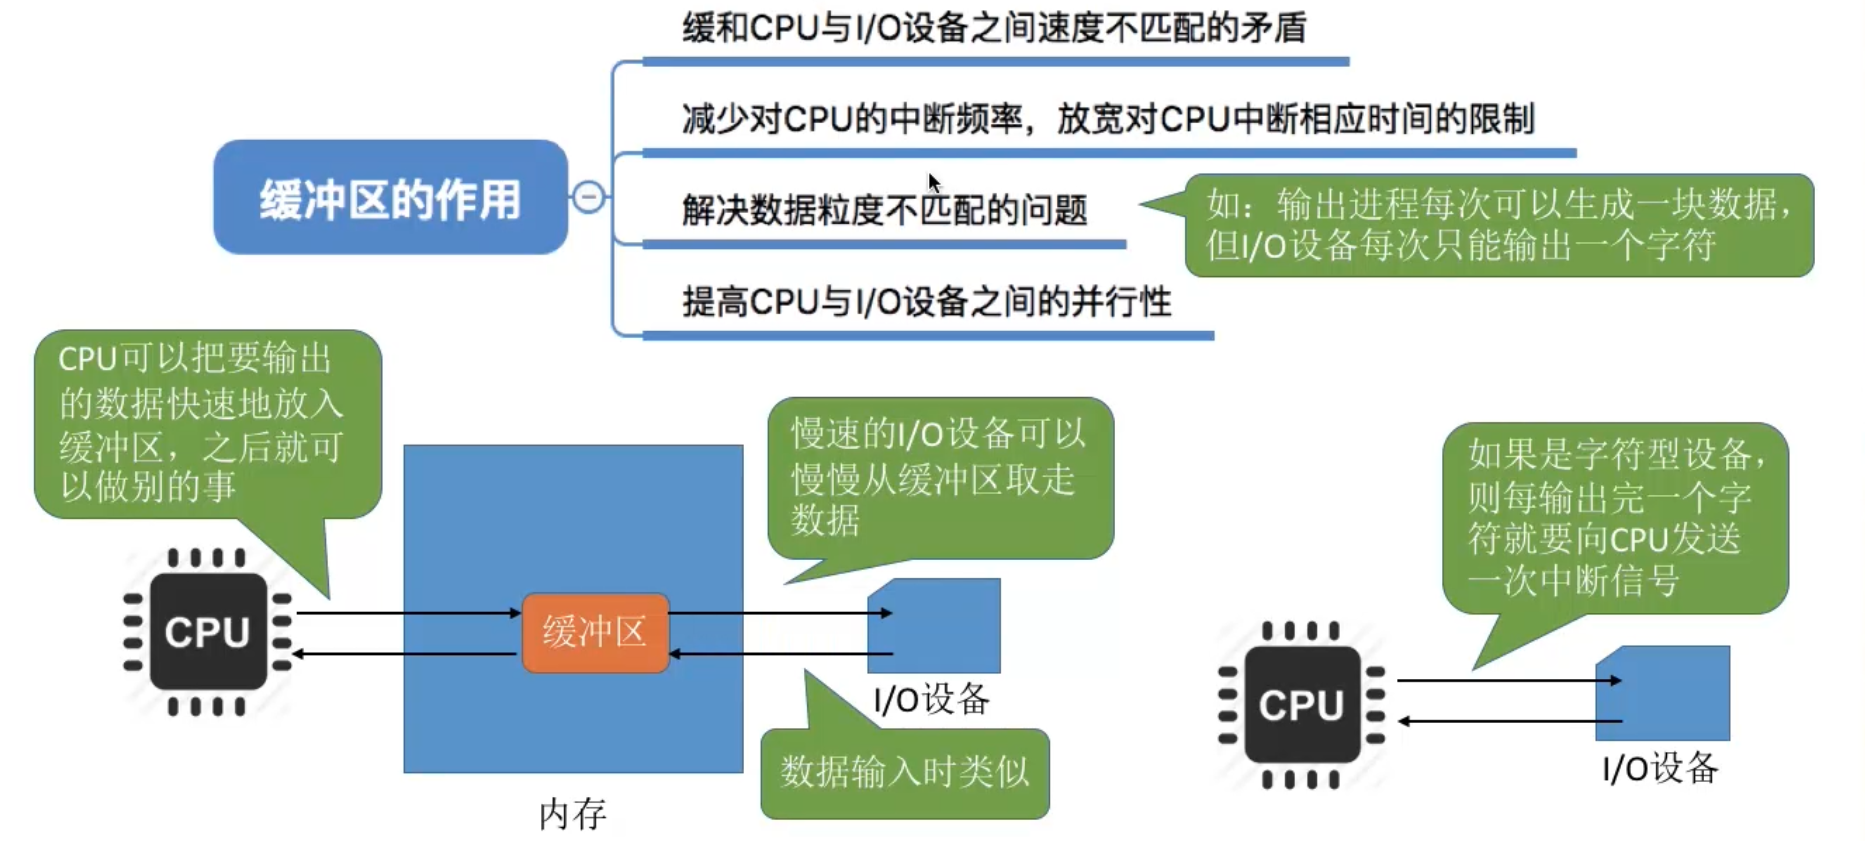 缓和CPU与I/O设备之间速度不匹配的矛盾
减少对CPU的中断频率，放宽对CPU中断相应时间的限制
缓冲区的作用
解决数据粒度不匹配的问题
如：输出进程每次可以生成一块数据，
但I/O设备每次只能输出一个字符
提高CPU与I/O设备之间的并行性
CPU可以把要输出
的数据快速地放入
缓冲区，之后就可
以做别的事
慢速的I/O设备可以
慢慢从缓冲区取走
数据
如果是字符型设备，
则每输出完一个字
符就要向CPU发送
一次中断信号
CPU
缓冲区
I/O设备
数据输入时类似
内存
CPU
I/O设备